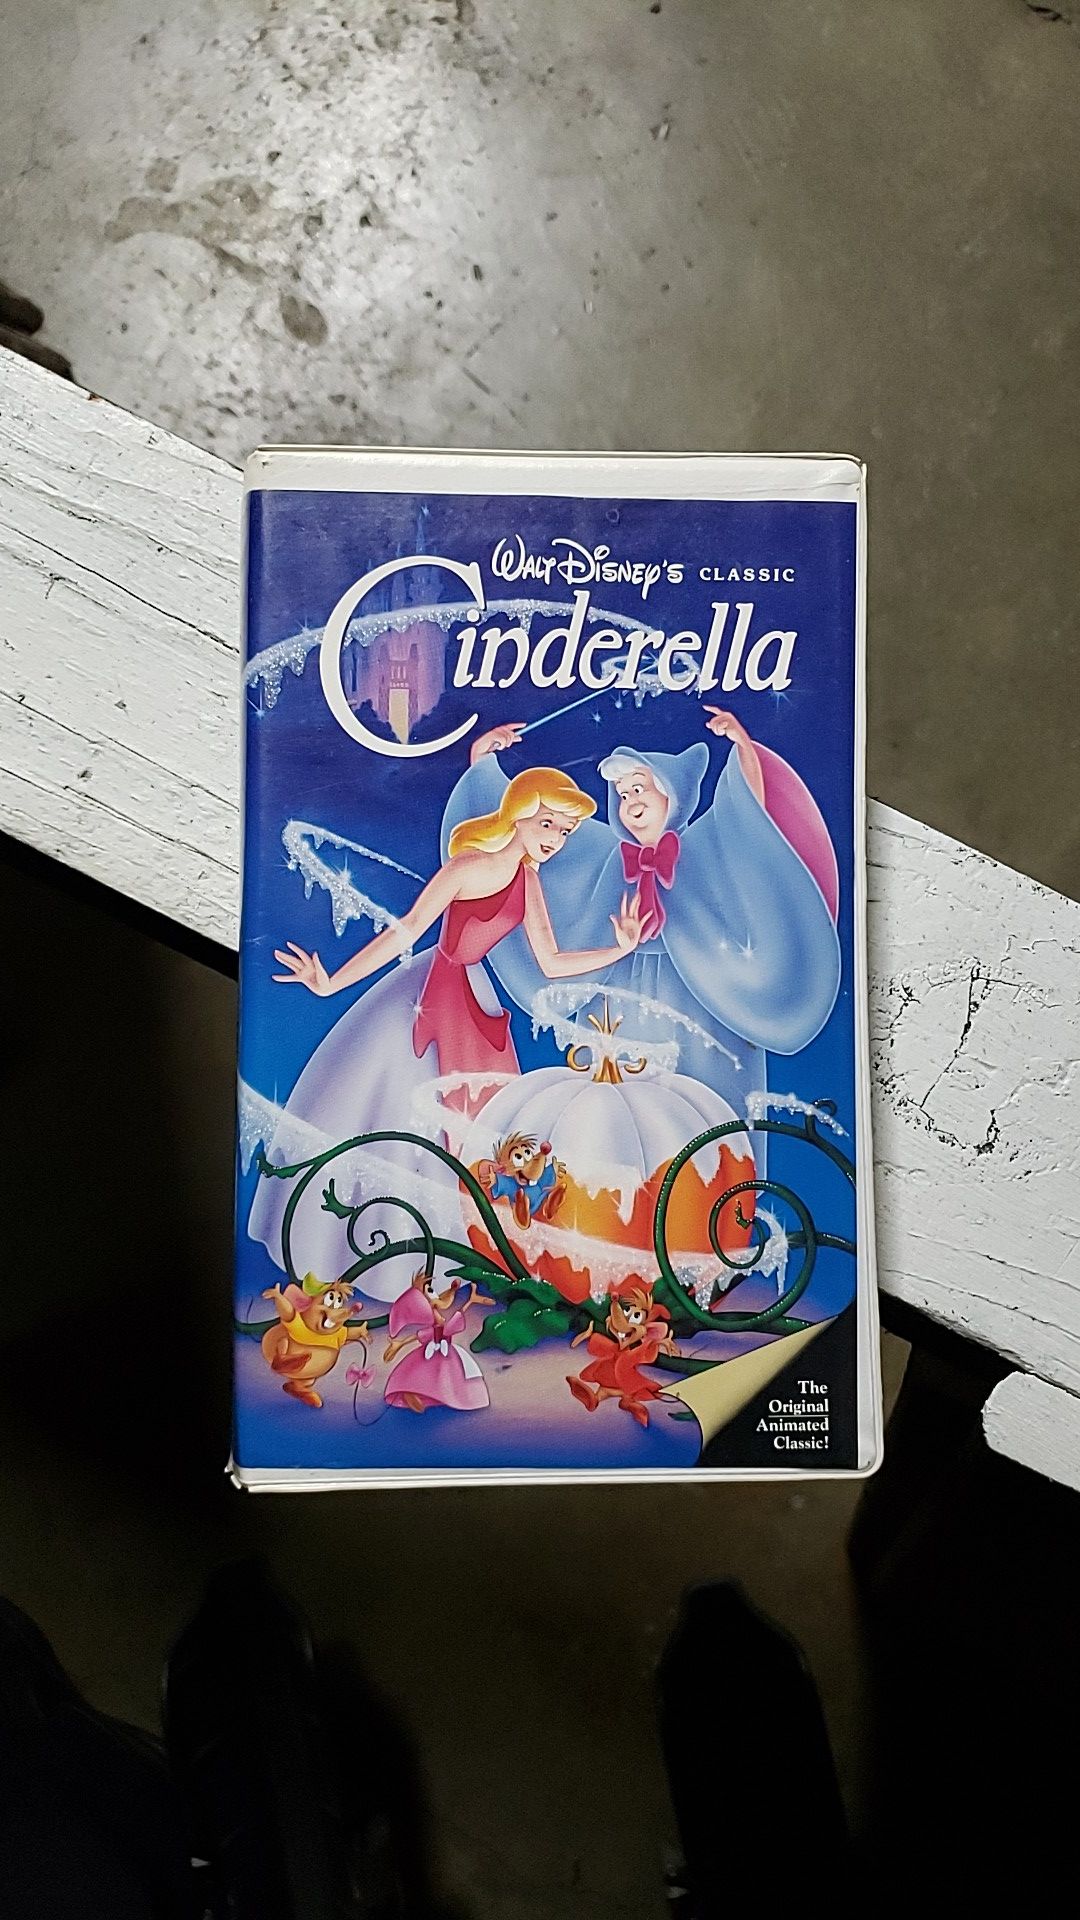 Walt Disney's CLASSIC
Cinderella
The
Original
Animated
Classic!